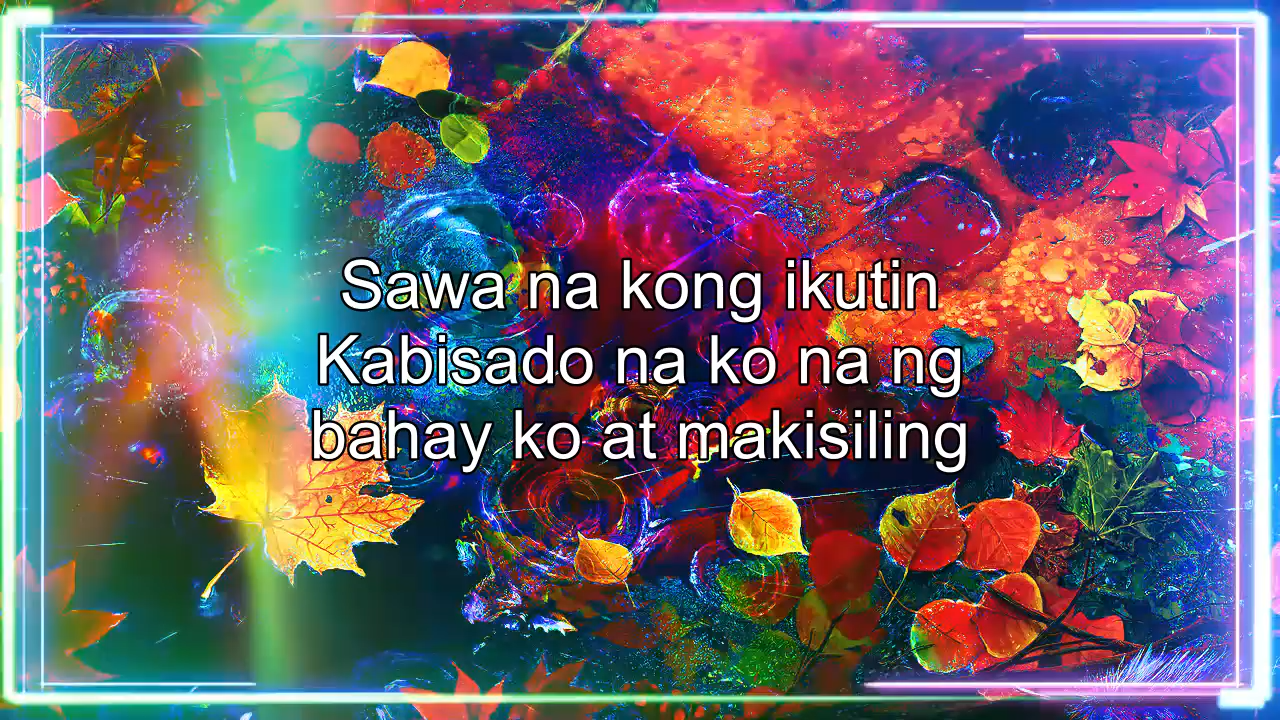 Sawa na kong ikutin
Kabisado na ko na ng
bahay ko at makisiling